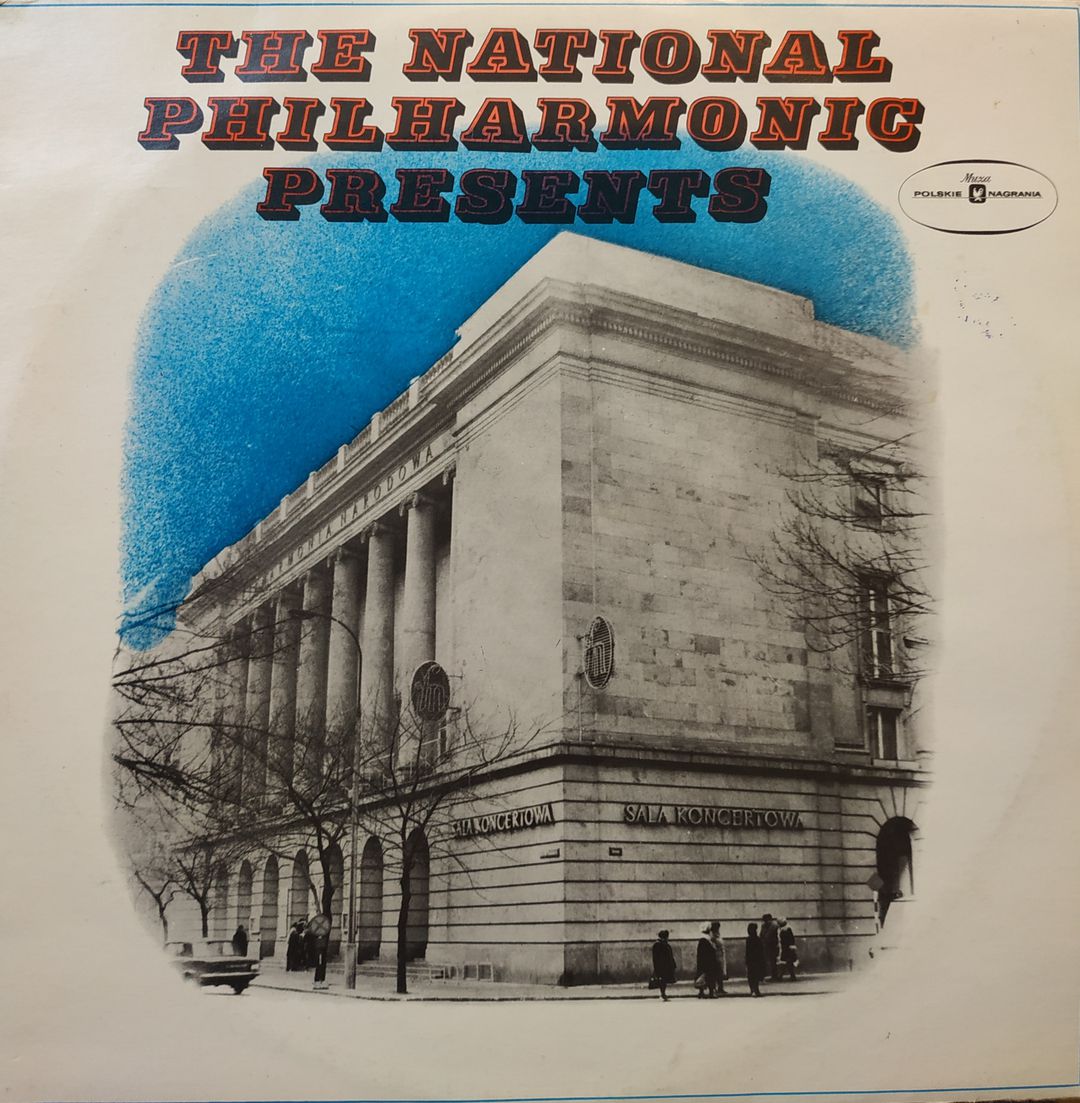 THE NATIONAL
PHILHARMONIC
PRESENTS
Muza
POLSKIE NAGRANIA
FILHARMONIA NARODOWA
SALA KONCERTOWA
SALA KONCERTOWA